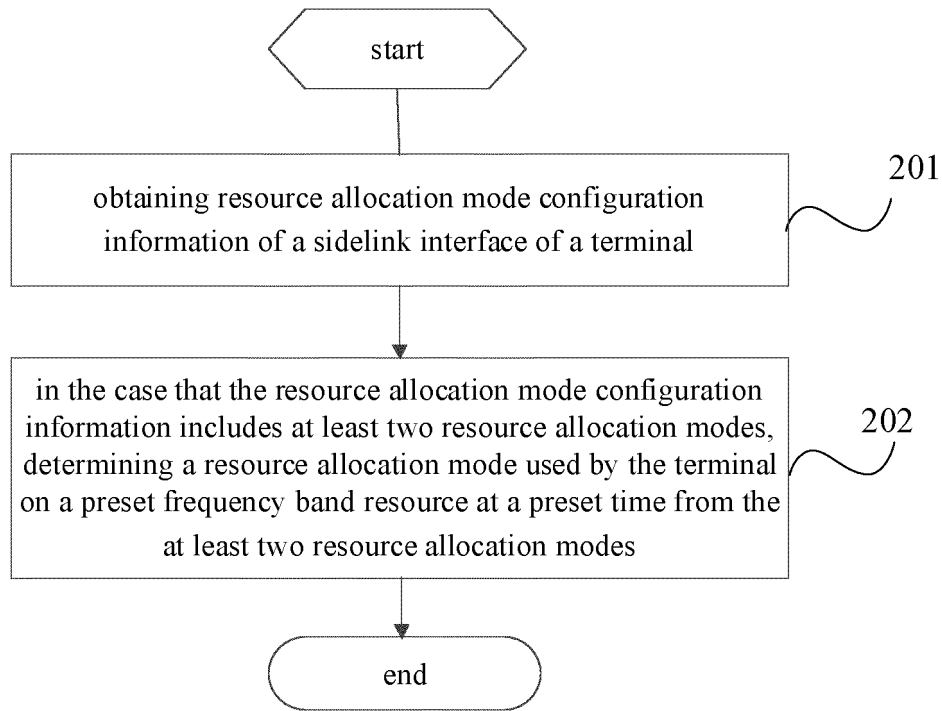 start
obtaining resource allocation mode configuration
information of a sidelink interface of a terminal
201
in the case that the resource allocation mode configuration
information includes at least two resource allocation modes,
determining a resource allocation mode used by the terminal
on a preset frequency band resource at a preset time from the
at least two resource allocation modes
202
end